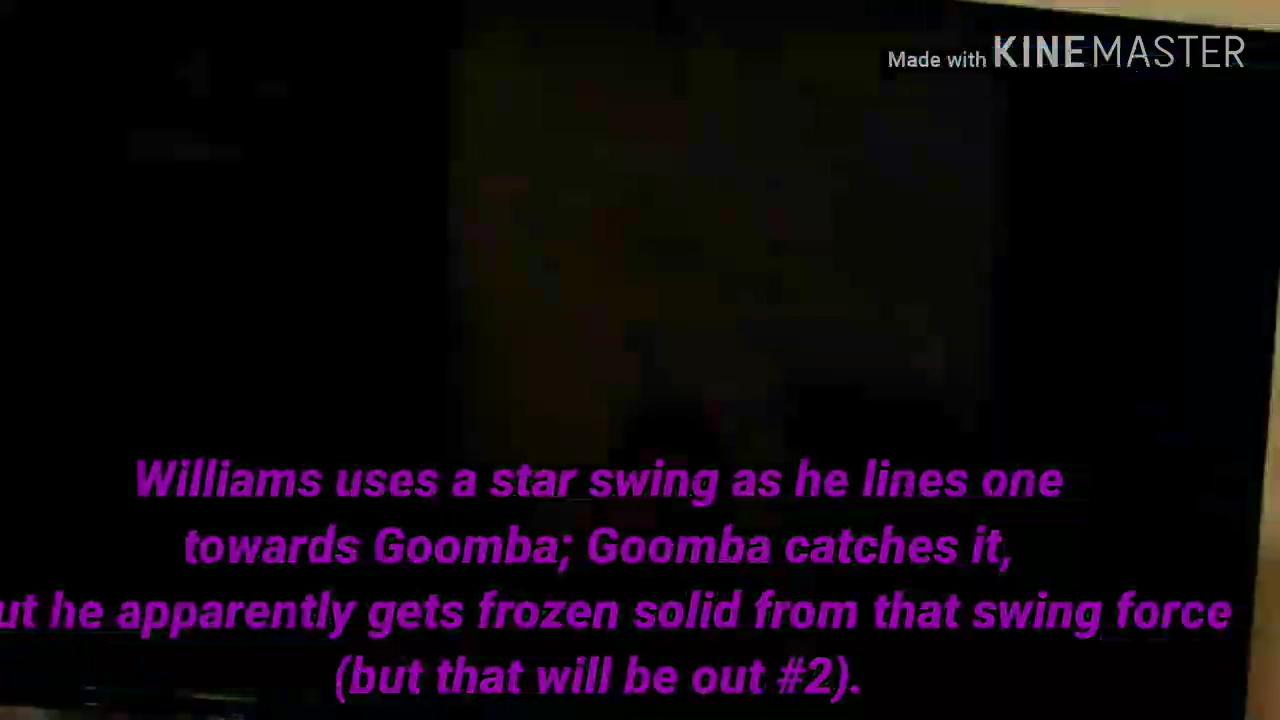 Made with KINEMASTER
Williams uses a star swing as he lines one
towards Goomba; Goomba catches it,
ut he apparently gets frozen solid from that swing force
(but that will be out #2).